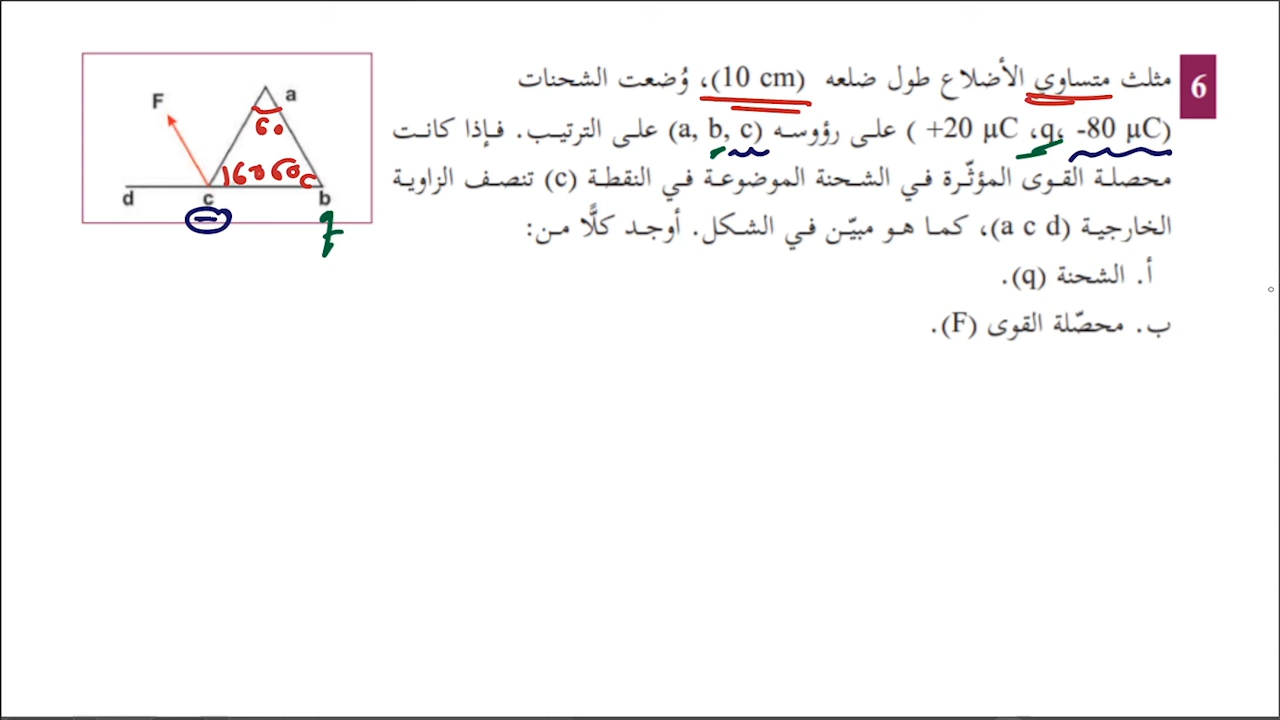 6
مثلث متساوي الأضلاع طول ضلعه (10 cm)، وُضعت الشحنات
(-80 µC ،q، +20 µC ) على رؤوسه (a, b, c) على الترتيب. فإذا كانت
محصلة القوى المؤثّرة في الشحنة الموضوعة في النقطة (c) تنصف الزاوية
الخارجية (a c d)، كما هو مبيّن في الشكل. أوجد كلًّا من:
أ. الشحنة (q).
ب. محصّلة القوى (F).
F
a
60
60
60
d
c
b
-